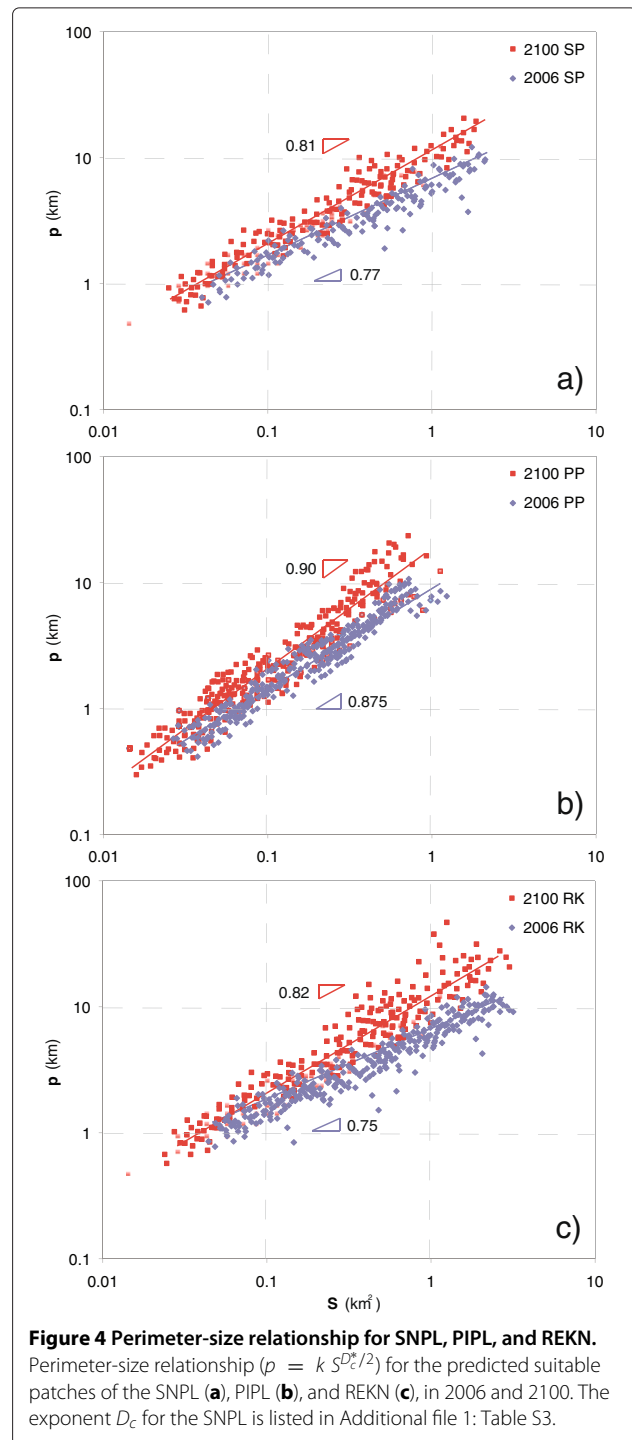 100
2100 SP
2006 SP
0.81
10
p (km)
1
0.77
a)
0.1
0.01
0.1
1
10
100
2100 PP
2006 PP
0.90
10
p (km)
1
0.875
b)
0.1
0.01
0.1
1
10
100
2100 RK
2006 RK
0.82
10
p (km)
1
0.75
c)
0.1
0.01
0.1
1
10
S (km²)
Figure 4 Perimeter-size relationship for SNPL, PIPL, and REKN.
Perimeter-size relationship (p = k S^{D_c^*/2}) for the predicted suitable
patches of the SNPL (a), PIPL (b), and REKN (c), in 2006 and 2100. The
exponent D_c for the SNPL is listed in Additional file 1: Table S3.